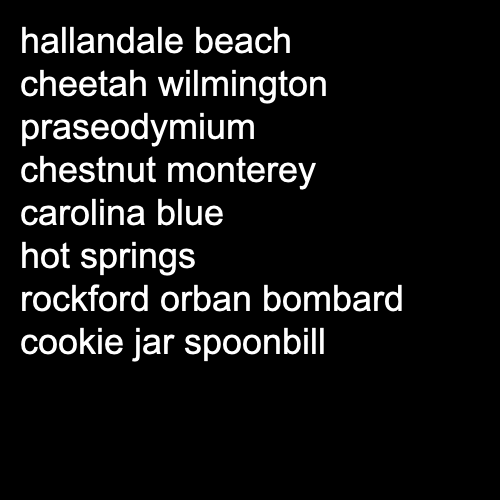 hallandale beach
cheetah wilmington
praseodymium
chestnut monterey
carolina blue
hot springs
rockford orban bombard
cookie jar spoonbill